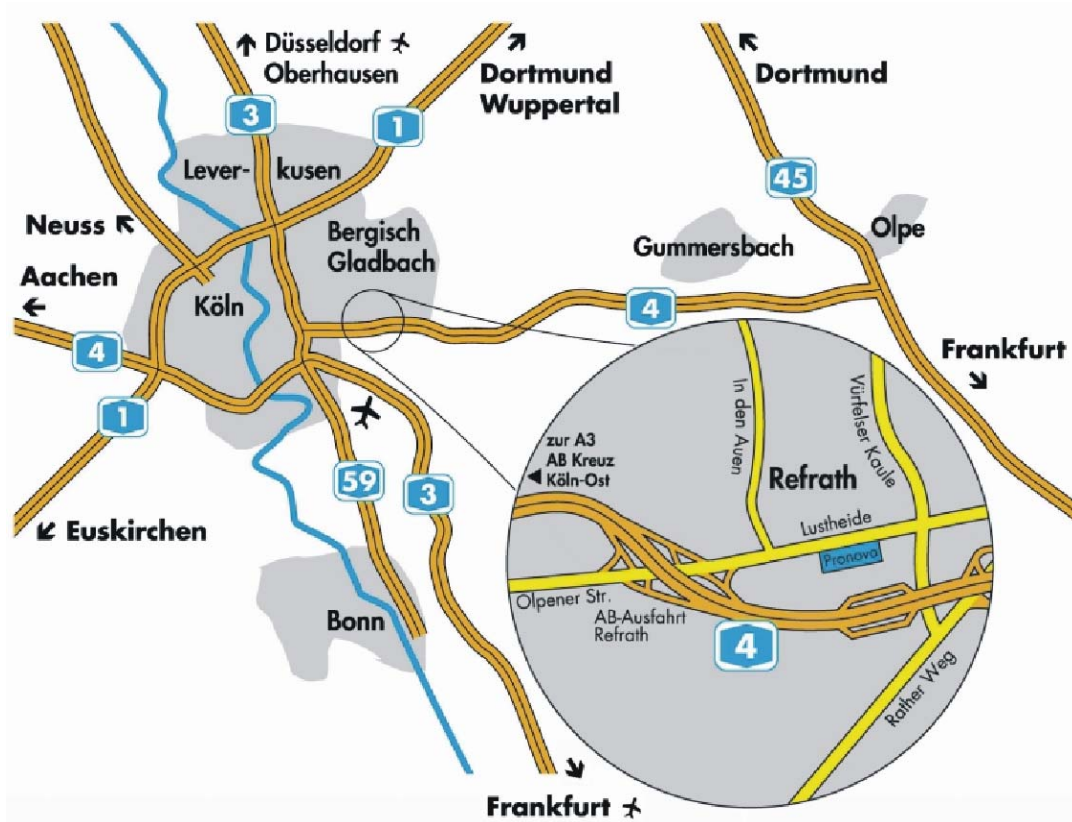 Düsseldorf
Oberhausen
Dortmund
Wuppertal
Dortmund
3
1
Lever-kusen
45
Neuss
Bergisch
Gladbach
Gummersbach
Olpe
Aachen
Köln
4
4
Frankfurt
1
59
3
Euskirchen
Bonn
Frankfurt
In den Auen
Vürfelser Kaule
zur A3
AB Kreuz
Köln-Ost
Refrath
Lustheide
Pronova
Olpener Str.
AB-Ausfahrt
Refrath
4
Rather Weg